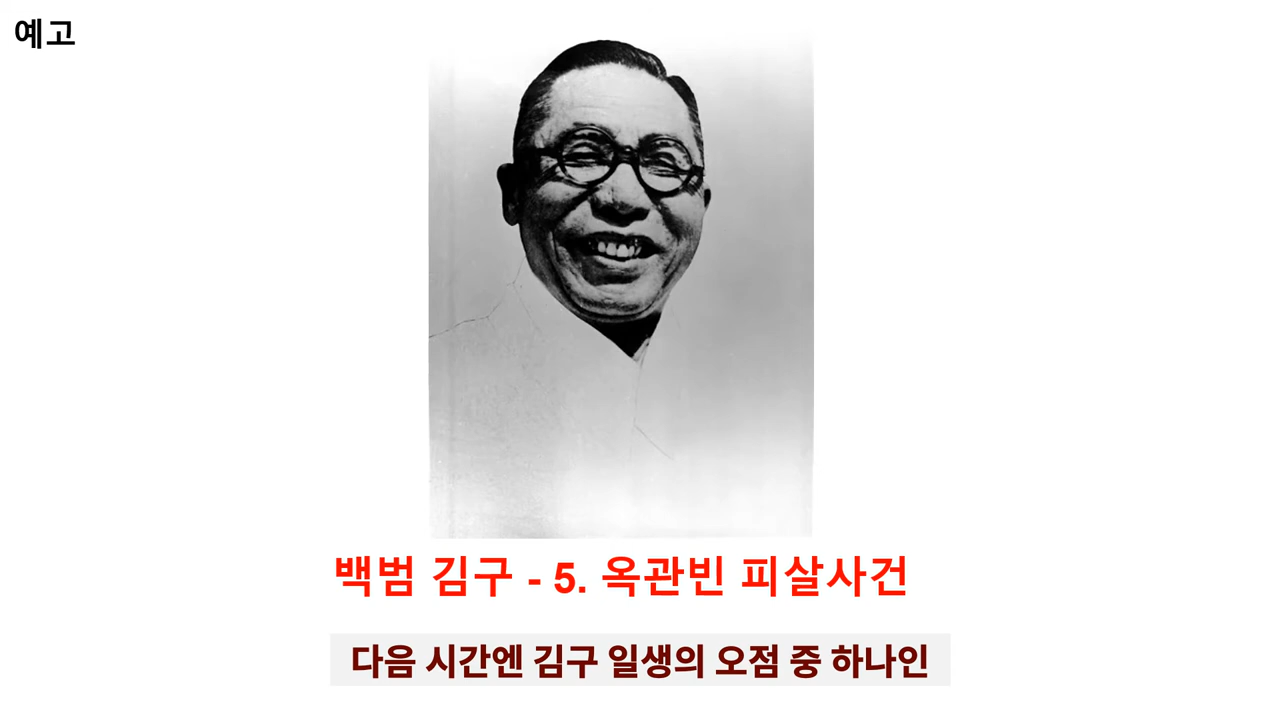 예고
백범 김구 - 5. 옥관빈 피살사건
다음 시간엔 김구 일생의 오점 중 하나인